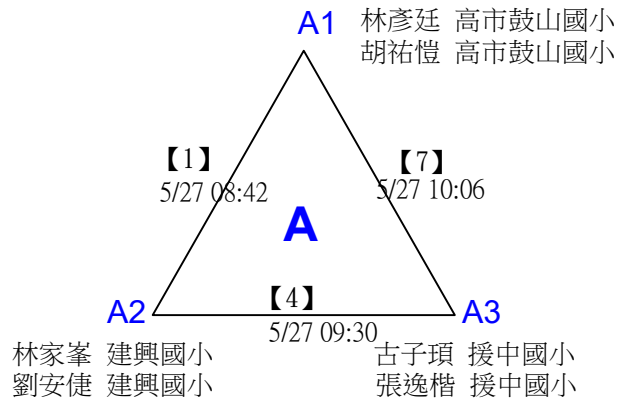 A1
林彥廷 高市鼓山國小
胡祐愷 高市鼓山國小
【1】
5/27 08:42
【7】
5/27 10:06
A
A2
【4】
5/27 09:30
A3
林家峯 建興國小
劉安倢 建興國小
古子頊 援中國小
張逸楷 援中國小